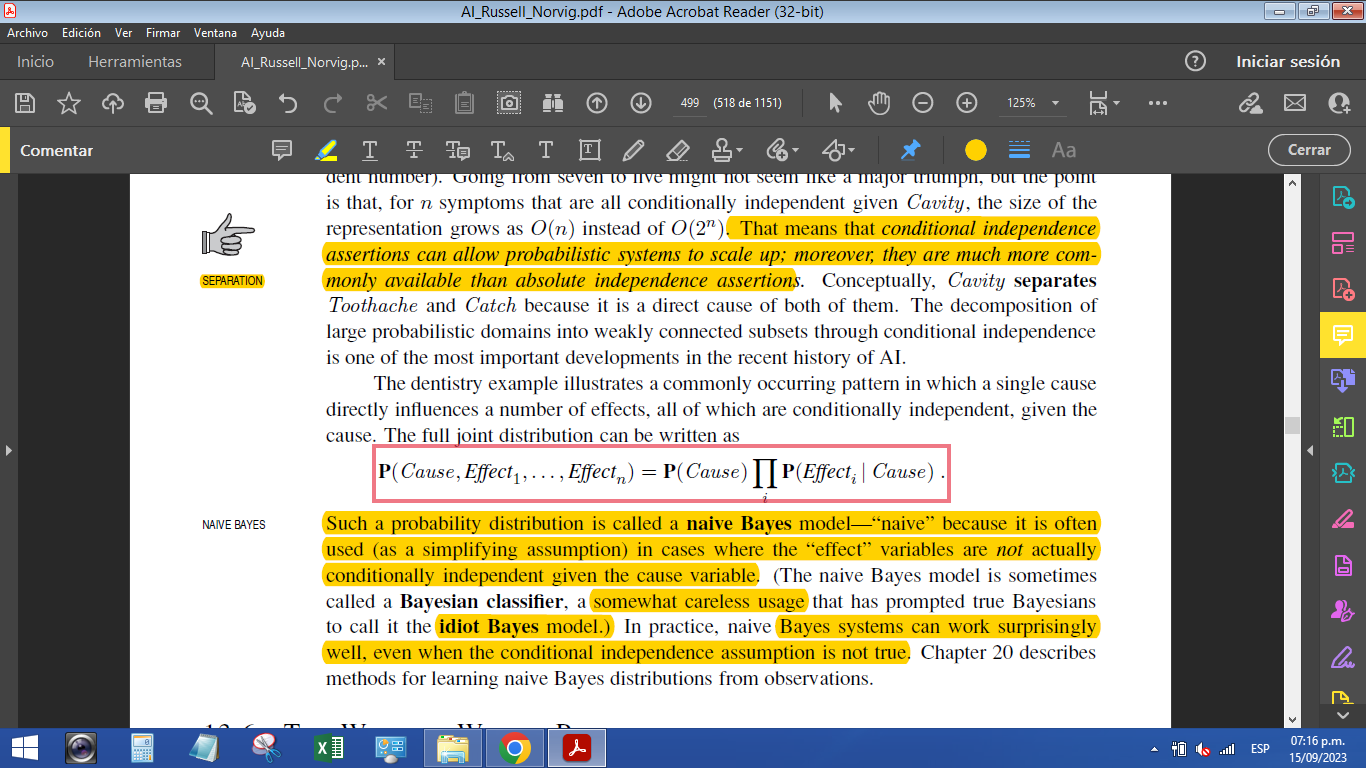 AI_Russell_Norvig.pdf - Adobe Acrobat Reader (32-bit)
Archivo Edición Ver Firmar Ventana Ayuda
Inicio Herramientas AI_Russell_Norvig.p... × Iniciar sesión
499 (518 de 1151) 125%
Comentar Aa Cerrar
dent number). Going from seven to five might not seem like a major triumph, but the point
is that, for n symptoms that are all conditionally independent given Cavity, the size of the
representation grows as O(n) instead of O(2ⁿ). That means that conditional independence
assertions can allow probabilistic systems to scale up; moreover, they are much more com-
SEPARATION
monly available than absolute independence assertions. Conceptually, Cavity separates
Toothache and Catch because it is a direct cause of both of them. The decomposition of
large probabilistic domains into weakly connected subsets through conditional independence
is one of the most important developments in the recent history of AI.
The dentistry example illustrates a commonly occurring pattern in which a single cause
directly influences a number of effects, all of which are conditionally independent, given the
cause. The full joint distribution can be written as
P(Cause, Effect₁, . . . , Effectₙ) = P(Cause) ∏ᵢ P(Effectᵢ | Cause) .
NAIVE BAYES
Such a probability distribution is called a naive Bayes model—“naive” because it is often
used (as a simplifying assumption) in cases where the “effect” variables are not actually
conditionally independent given the cause variable. (The naive Bayes model is sometimes
called a Bayesian classifier, a somewhat careless usage that has prompted true Bayesians
to call it the idiot Bayes model.) In practice, naive Bayes systems can work surprisingly
well, even when the conditional independence assumption is not true. Chapter 20 describes
methods for learning naive Bayes distributions from observations.
ESP
07:16 p.m.
15/09/2023